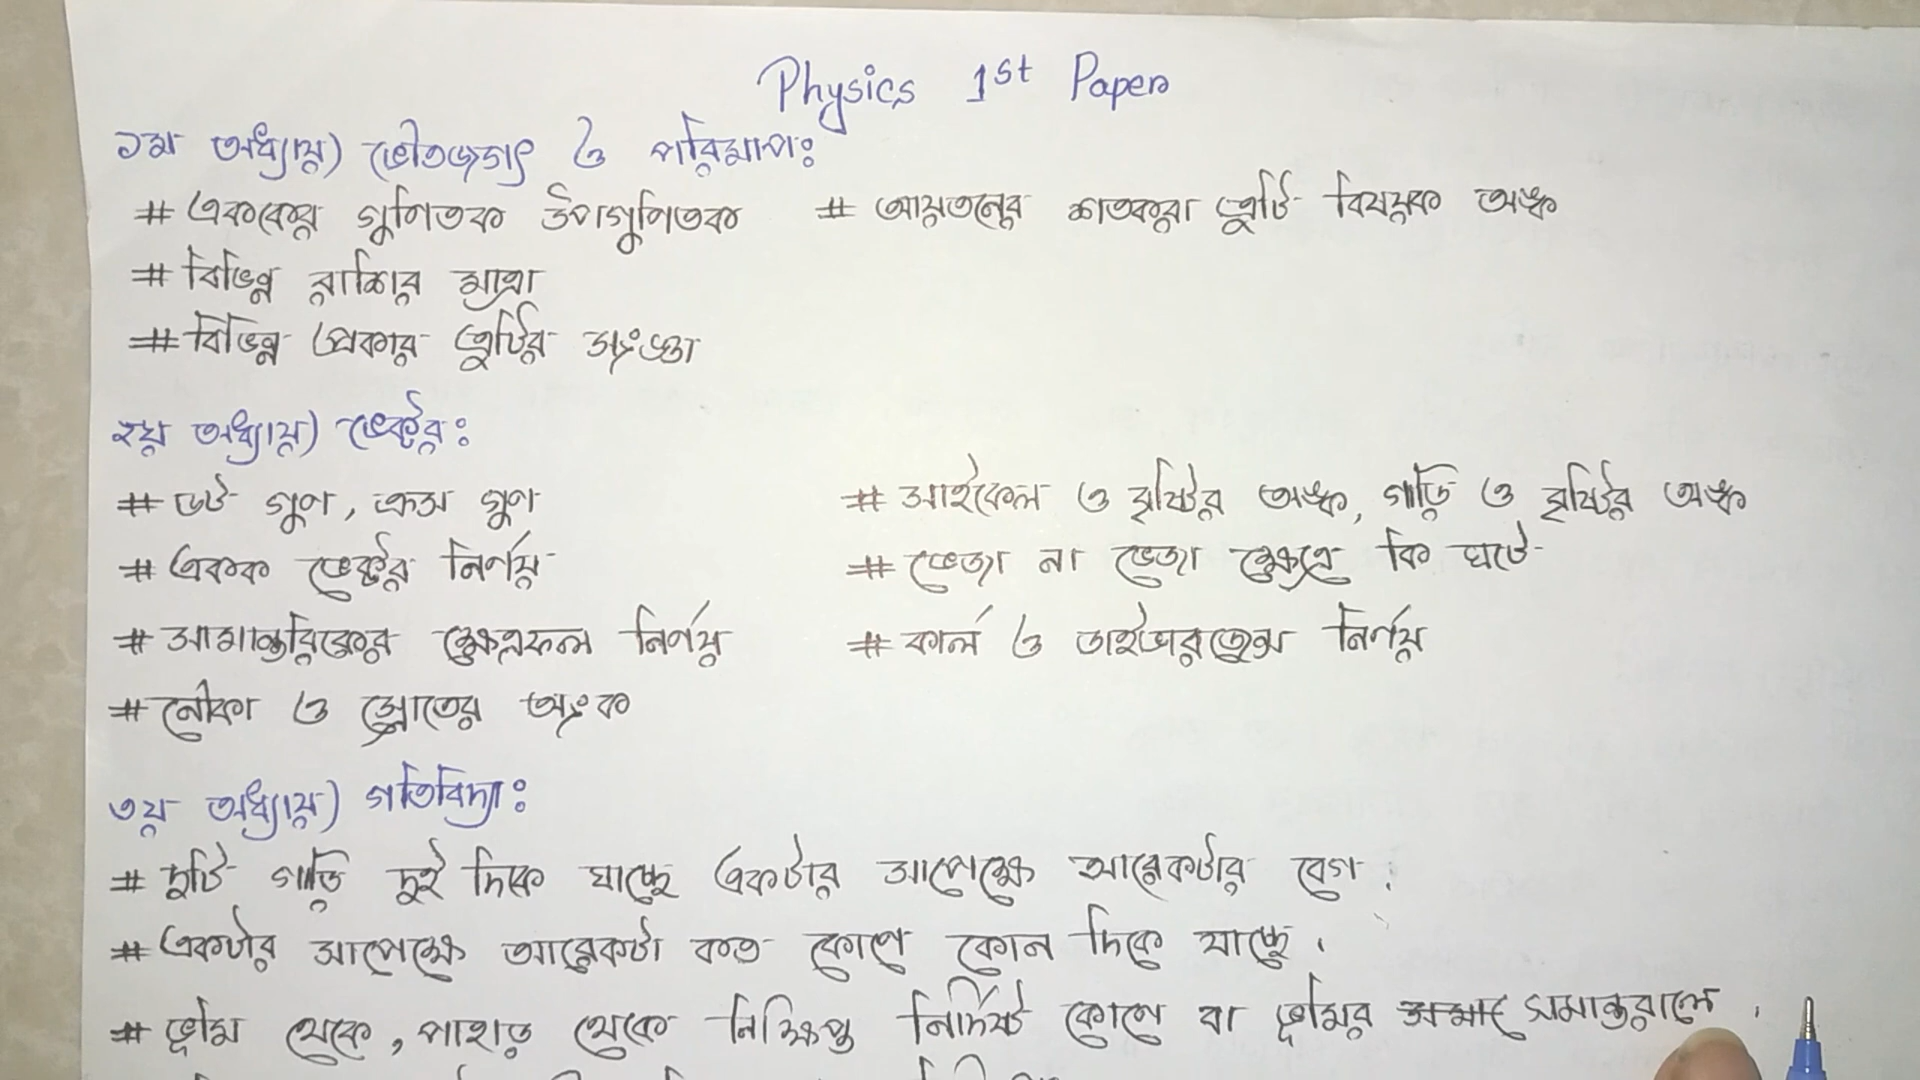 Physics 1st Paper
১ম অধ্যায়) ভৌতজগৎ ও পরিমাপঃ
# এককের গুণিতক উপগুণিতক # আয়তনের শতকরা ত্রুটি বিষয়ক অঙ্ক
# বিভিন্ন রাশির মাত্রা
# বিভিন্ন প্রকার ত্রুটির সংজ্ঞা
২য় অধ্যায়) ভেক্টরঃ
# ডট গুণ, ক্রস গুণ # সাইকেল ও বৃষ্টির অঙ্ক, গাড়ি ও বৃষ্টির অঙ্ক
# একক ভেক্টর নির্ণয় # ভেজা না ভেজা ক্ষেত্রে কি ঘটে
# সামান্তরিকের ক্ষেত্রফল নির্ণয় # কার্ল ও ডাইভারজেন্স নির্ণয়
# নৌকা ও স্রোতের অংক
৩য় অধ্যায়) গতিবিদ্যাঃ
# দুটি গাড়ি দুই দিকে যাচ্ছে একটার সাপেক্ষে আরেকটার বেগ.
# একটার সাপেক্ষে আরেকটা কত কোণে কোন দিকে যাচ্ছে.
# ভূমি থেকে, পাহাড় থেকে নিক্ষিপ্ত নির্দিষ্ট কোণে বা ভূমির সমান্তরালে.